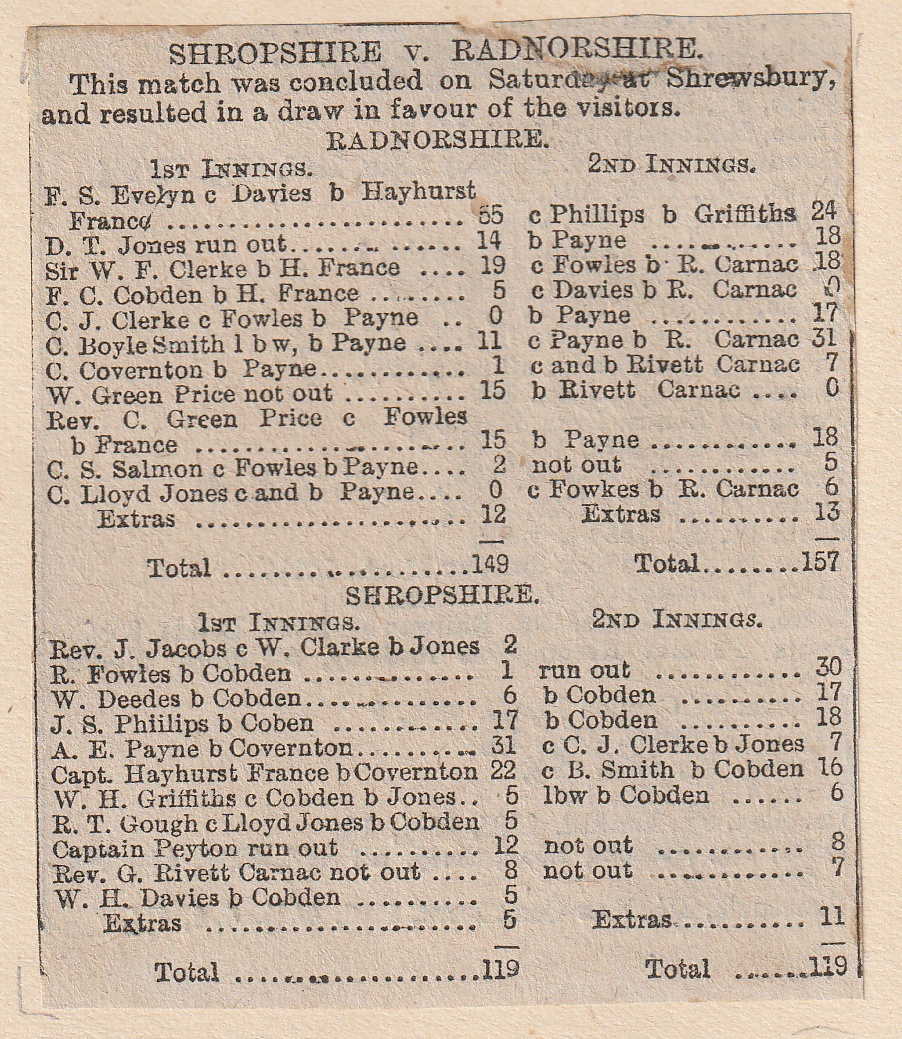 SHROPSHIRE v. RADNORSHIRE.
This match was concluded on Saturday at Shrewsbury,
and resulted in a draw in favour of the visitors.
RADNORSHIRE.
1ST INNINGS. 2ND INNINGS.
F. S. Evelyn c Davies b Hayhurst
France ........................ 55 c Phillips b Griffiths 24
D. T. Jones run out.............. 14 b Payne ............ 18
Sir W. F. Clerke b H. France .... 19 c Fowles b R. Carnac 18
F. C. Cobden b H. France ........ 5 c Davies b R. Carnac 0
C. J. Clerke c Fowles b Payne .. 0 b Payne ............ 17
C. Boyle Smith l b w, b Payne .... 11 c Payne b R. Carnac 31
C. Covernton b Payne............ 1 c and b Rivett Carnac 7
W. Green Price not out .......... 15 b Rivett Carnac .... 0
Rev. C. Green Price c Fowles
b France ...................... 15 b Payne ............ 18
C. S. Salmon c Fowles b Payne.... 2 not out ............ 5
C. Lloyd Jones c and b Payne.... 0 c Fowkes b R. Carnac 6
Extras ...................... 12 Extras .......... 13
Total ......................149 Total........157
SHROPSHIRE.
1ST INNINGS. 2ND INNINGS.
Rev. J. Jacobs c W. Clarke b Jones 2
R. Fowles b Cobden .............. 1 run out ............ 30
W. Deedes b Cobden.............. 6 b Cobden .......... 17
J. S. Phiilips b Coben ............ 17 b Cobden .......... 18
A. E. Payne b Covernton.......... 31 c C. J. Clerke b Jones 7
Capt. Hayhurst France b Covernton 22 c B. Smith b Cobden 16
W. H. Griffiths c Cobden b Jones.. 5 lbw b Cobden ...... 6
R. T. Gough c Lloyd Jones b Cobden 5
Captain Peyton run out .......... 12 not out ............ 8
Rev. G. Rivett Carnac not out .... 8 not out ............ 7
W. H. Davies b Cobden .......... 5
Extras ...................... 5 Extras.......... 11
Total ......................119 Total ......119